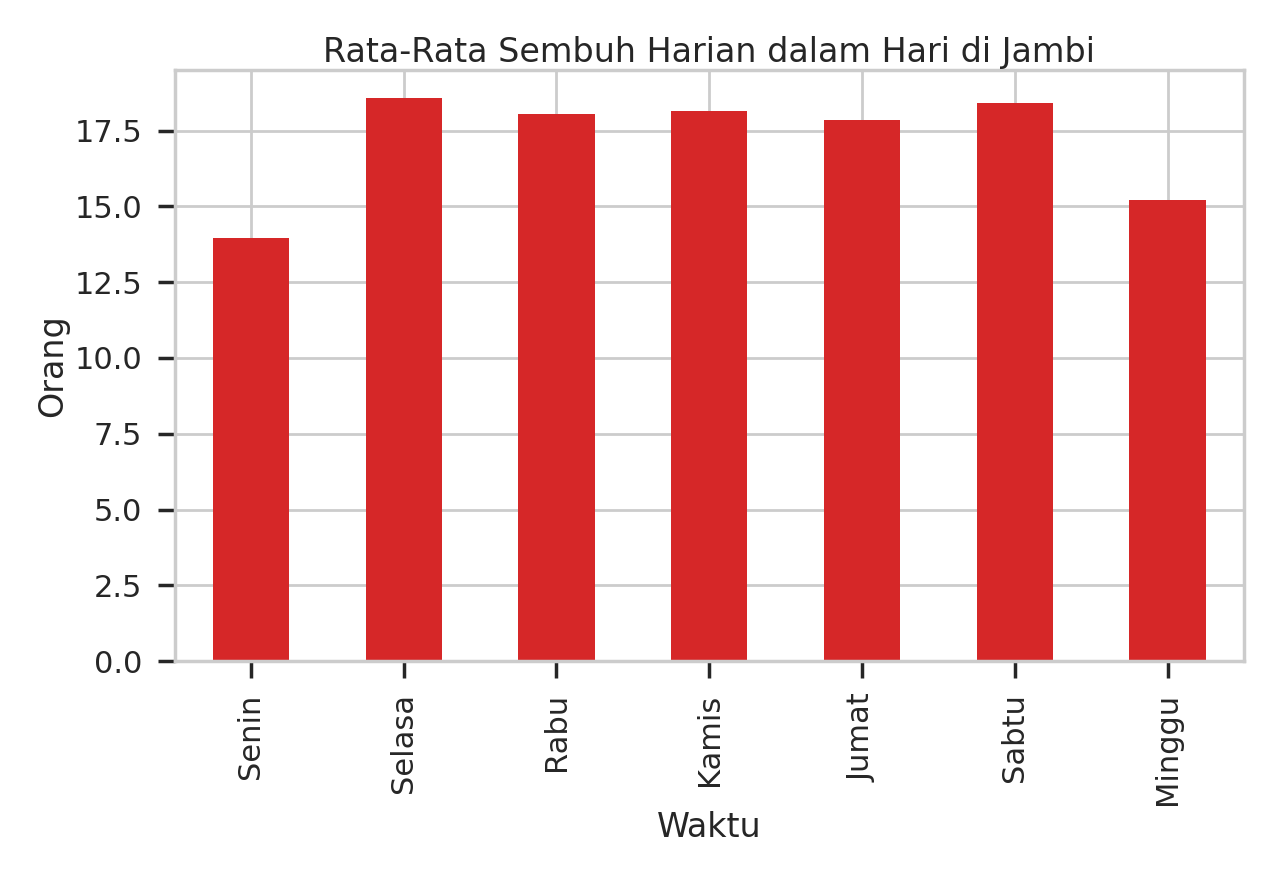 Rata-Rata Sembuh Harian dalam Hari di Jambi
17.5
15.0
12.5
10.0
7.5
5.0
2.5
0.0
Orang
Senin
Selasa
Rabu
Kamis
Jumat
Sabtu
Minggu
Waktu